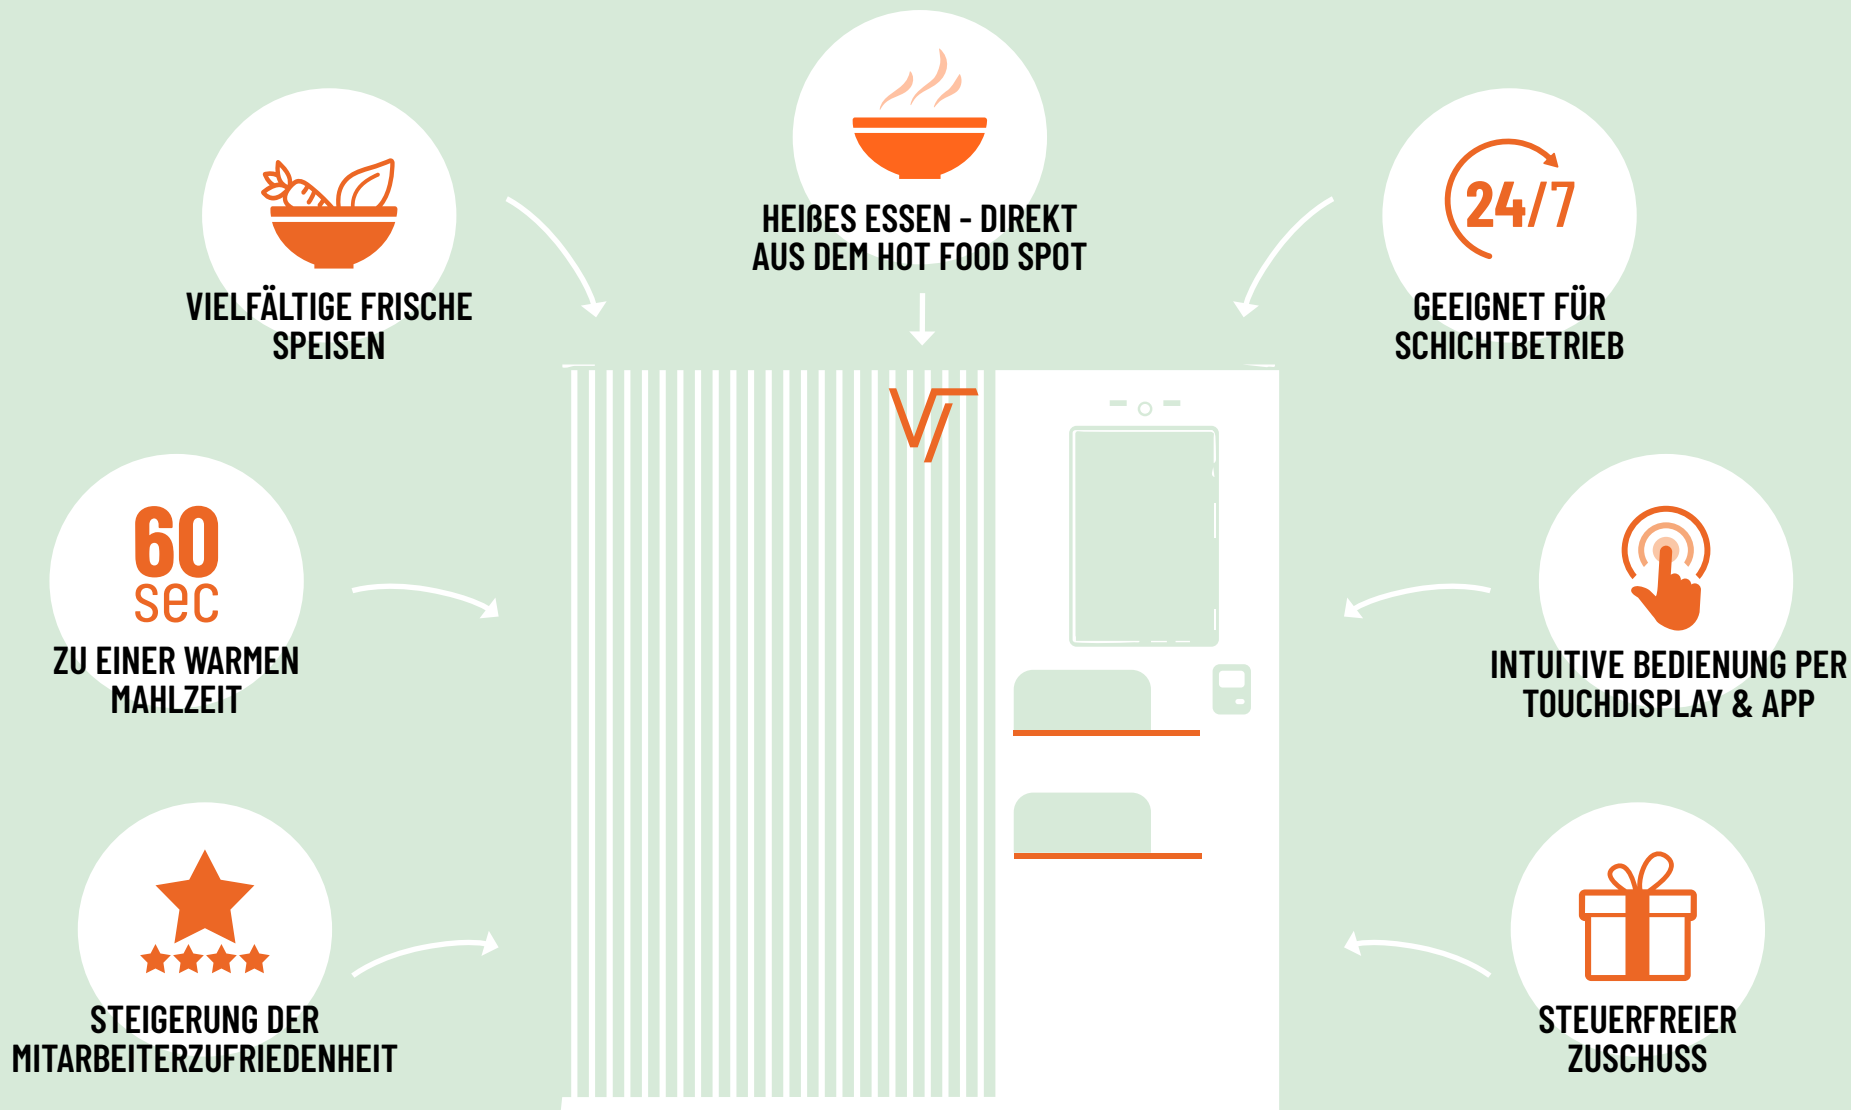 HEIßES ESSEN - DIREKT
AUS DEM HOT FOOD SPOT
VIELFÄLTIGE FRISCHE
SPEISEN
24/7
GEEIGNET FÜR
SCHICHTBETRIEB
60
sec
ZU EINER WARMEN
MAHLZEIT
INTUITIVE BEDIENUNG PER
TOUCHDISPLAY & APP
STEIGERUNG DER
MITARBEITERZUFRIEDENHEIT
STEUERFREIER
ZUSCHUSS